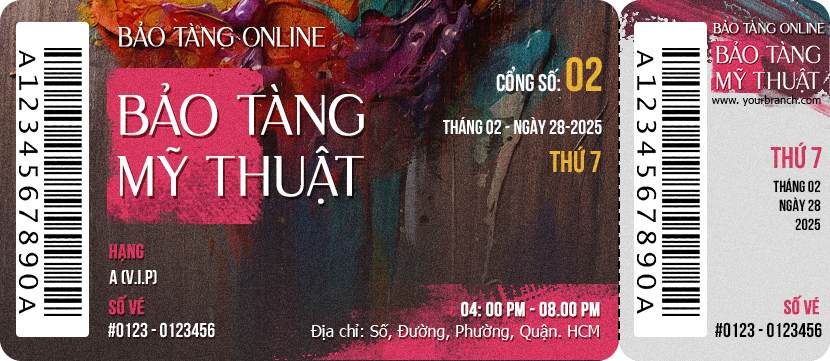 A1234567890A
BẢO TÀNG ONLINE
BẢO TÀNG
MỸ THUẬT
CỔNG SỐ: 02
THÁNG 02 - NGÀY 28-2025
THỨ 7
HẠNG
A (V.I.P)
SỐ VÉ
#0123 - 0123456
04: 00 PM - 08.00 PM
Địa chỉ: Số, Đường, Phường, Quận. HCM
A1234567890A
BẢO TÀNG ONLINE
BẢO TÀNG
MỸ THUẬT
www. yourbranch.com
THỨ 7
THÁNG 02
NGÀY 28
2025
SỐ VÉ
#0123 - 0123456